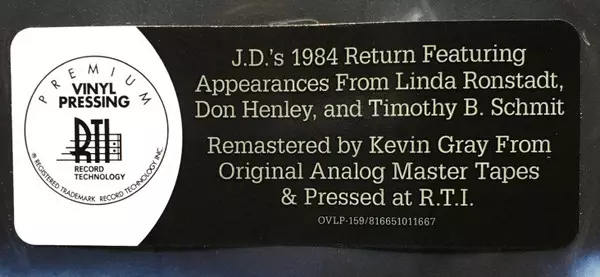 PREMIUM
VINYL
PRESSING
RTI
RECORD
TECHNOLOGY
® REGISTERED TRADEMARK RECORD TECHNOLOGY INC.
J.D.'s 1984 Return Featuring
Appearances From Linda Ronstadt,
Don Henley, and Timothy B. Schmit
Remastered by Kevin Gray From
Original Analog Master Tapes
& Pressed at R.T.I.
OVLP-159/816651011667